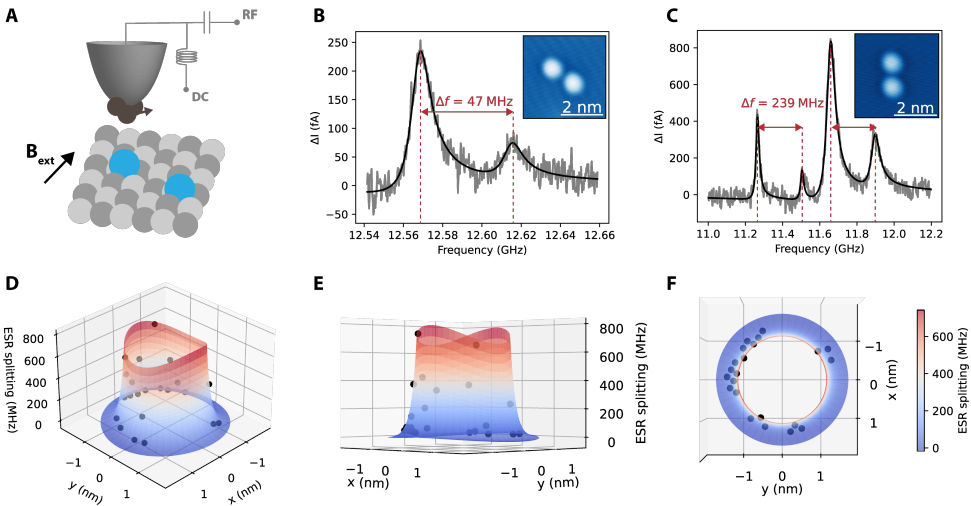 A
RF
DC
B_ext
B
Δf = 47 MHz
2 nm
250
200
150
100
50
0
−50
ΔI (fA)
12.54 12.56 12.58 12.60 12.62 12.64 12.66
Frequency (GHz)
C
Δf = 239 MHz
2 nm
800
600
400
200
0
ΔI (fA)
11.0 11.2 11.4 11.6 11.8 12.0 12.2
Frequency (GHz)
D
ESR splitting (MHz)
800
600
400
200
0
−1
0
1
y (nm)
−1
0
1
x (nm)
E
800
600
400
200
0
ESR splitting (MHz)
−1 0 1
x (nm)
−1 0 1
y (nm)
F
−1
0
1
x (nm)
−1 0 1
y (nm)
600
400
200
0
ESR splitting (MHz)